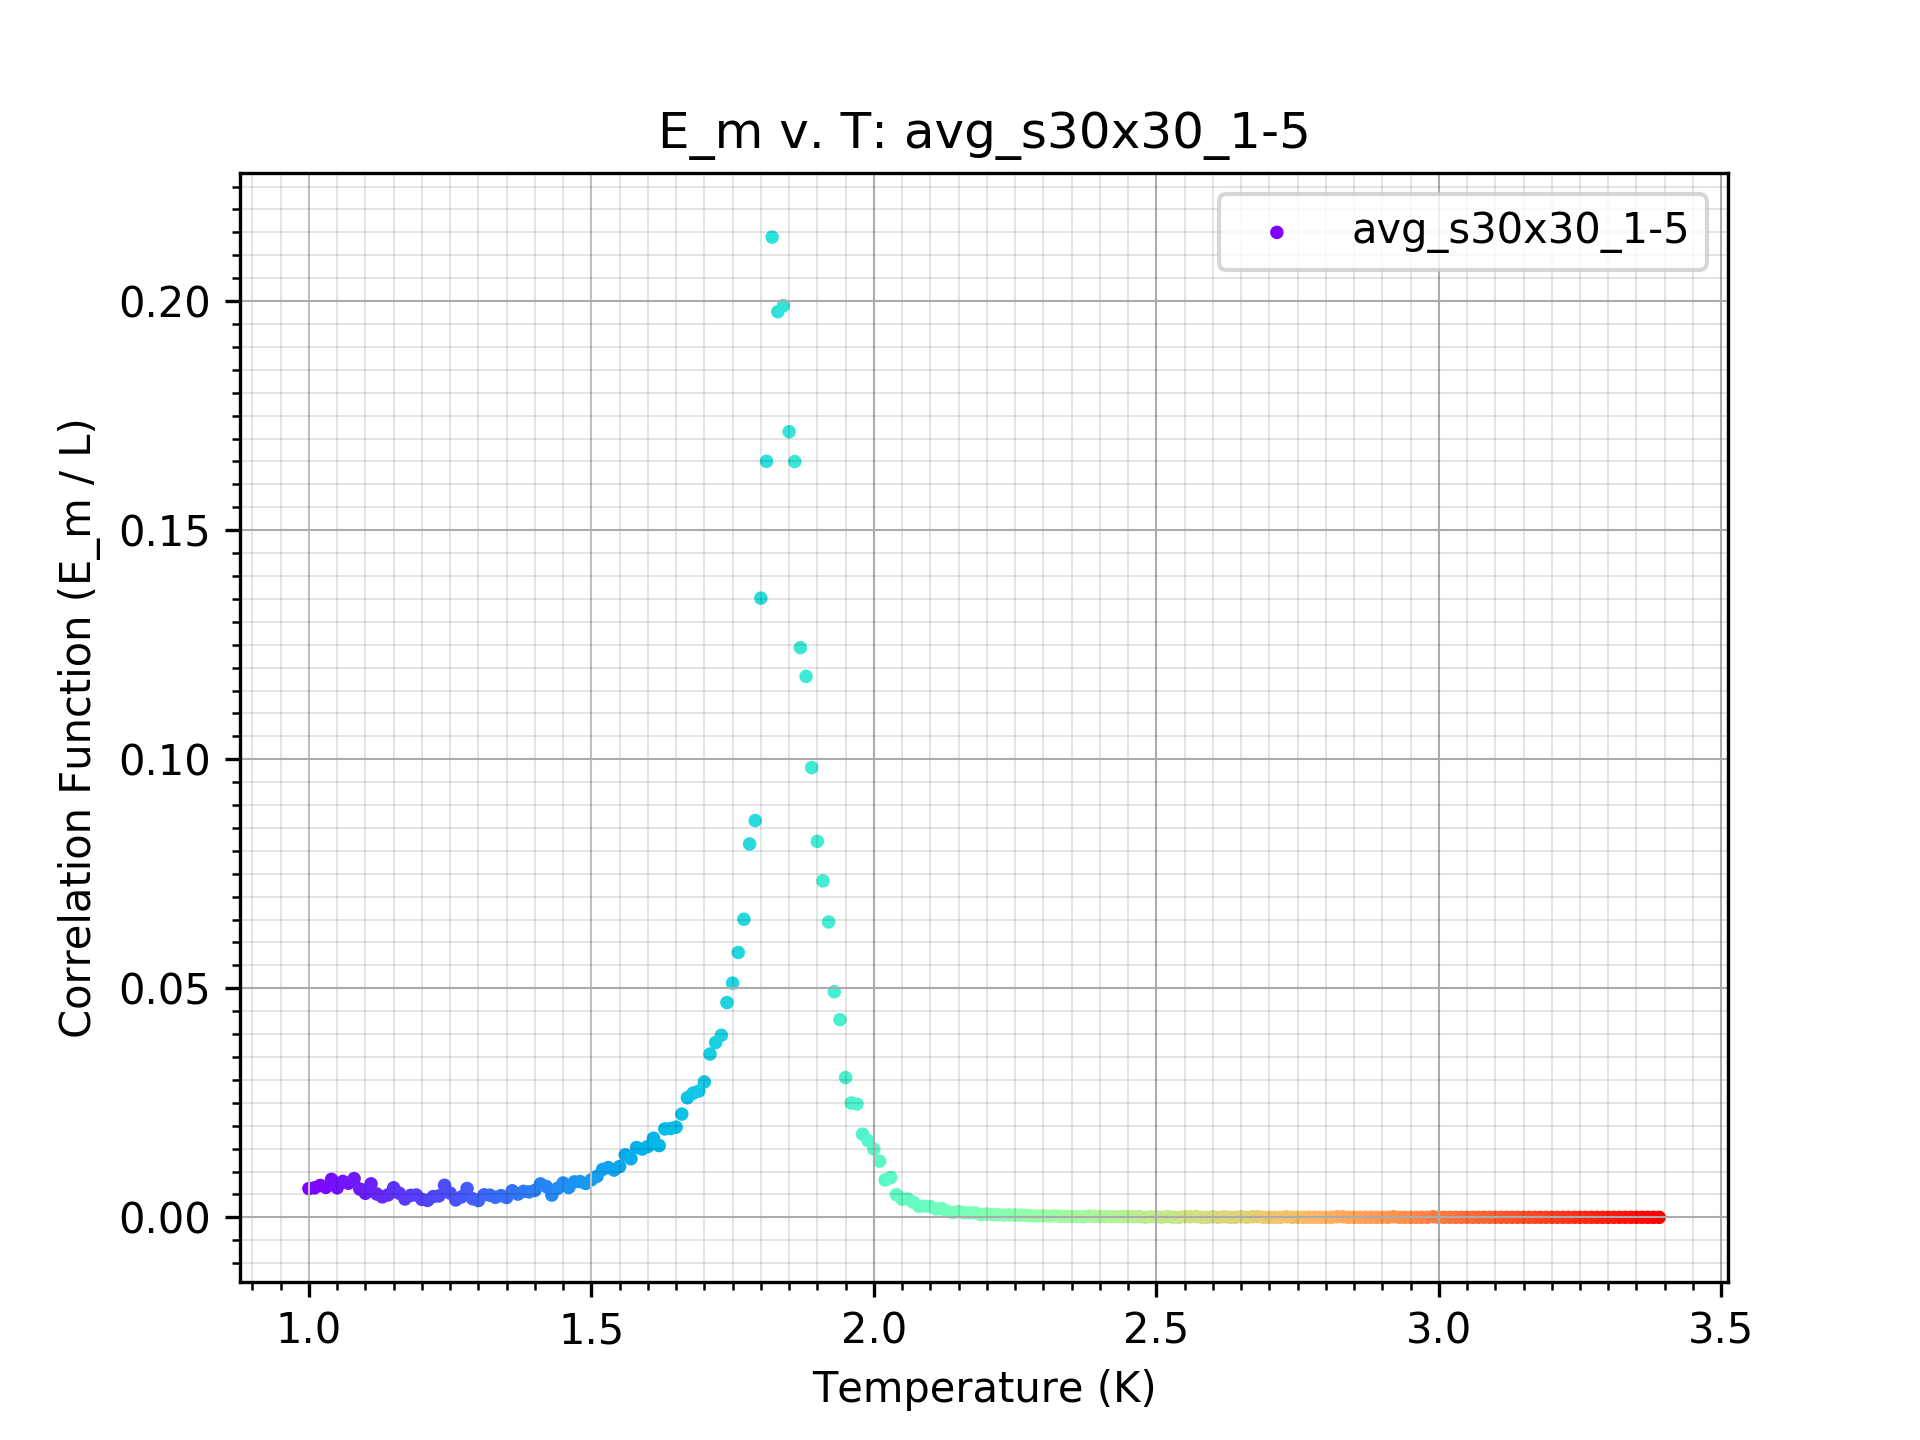 E_m v. T: avg_s30x30_1-5
avg_s30x30_1-5
Correlation Function (E_m / L)
0.20
0.15
0.10
0.05
0.00
1.0 1.5 2.0 2.5 3.0 3.5
Temperature (K)